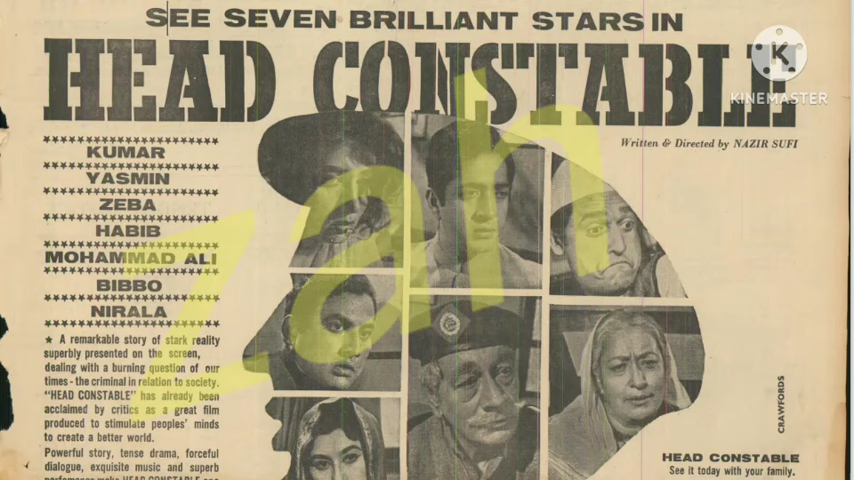 SEE SEVEN BRILLIANT STARS IN
HEAD CONSTABLE
KINEMASTER
Written & Directed by NAZIR SUFI
KUMAR
YASMIN
ZEBA
HABIB
MOHAMMAD ALI
BIBBO
NIRALA
★ A remarkable story of stark reality
superbly presented on the screen,
dealing with a burning question of our
times - the criminal in relation to society.
"HEAD CONSTABLE" has already been
acclaimed by critics as a great film
produced to stimulate peoples' minds
to create a better world.
Powerful story, tense drama, forceful
dialogue, exquisite music and superb
HEAD CONSTABLE
zah
CRAWFORDS
HEAD CONSTABLE
See it today with your family.